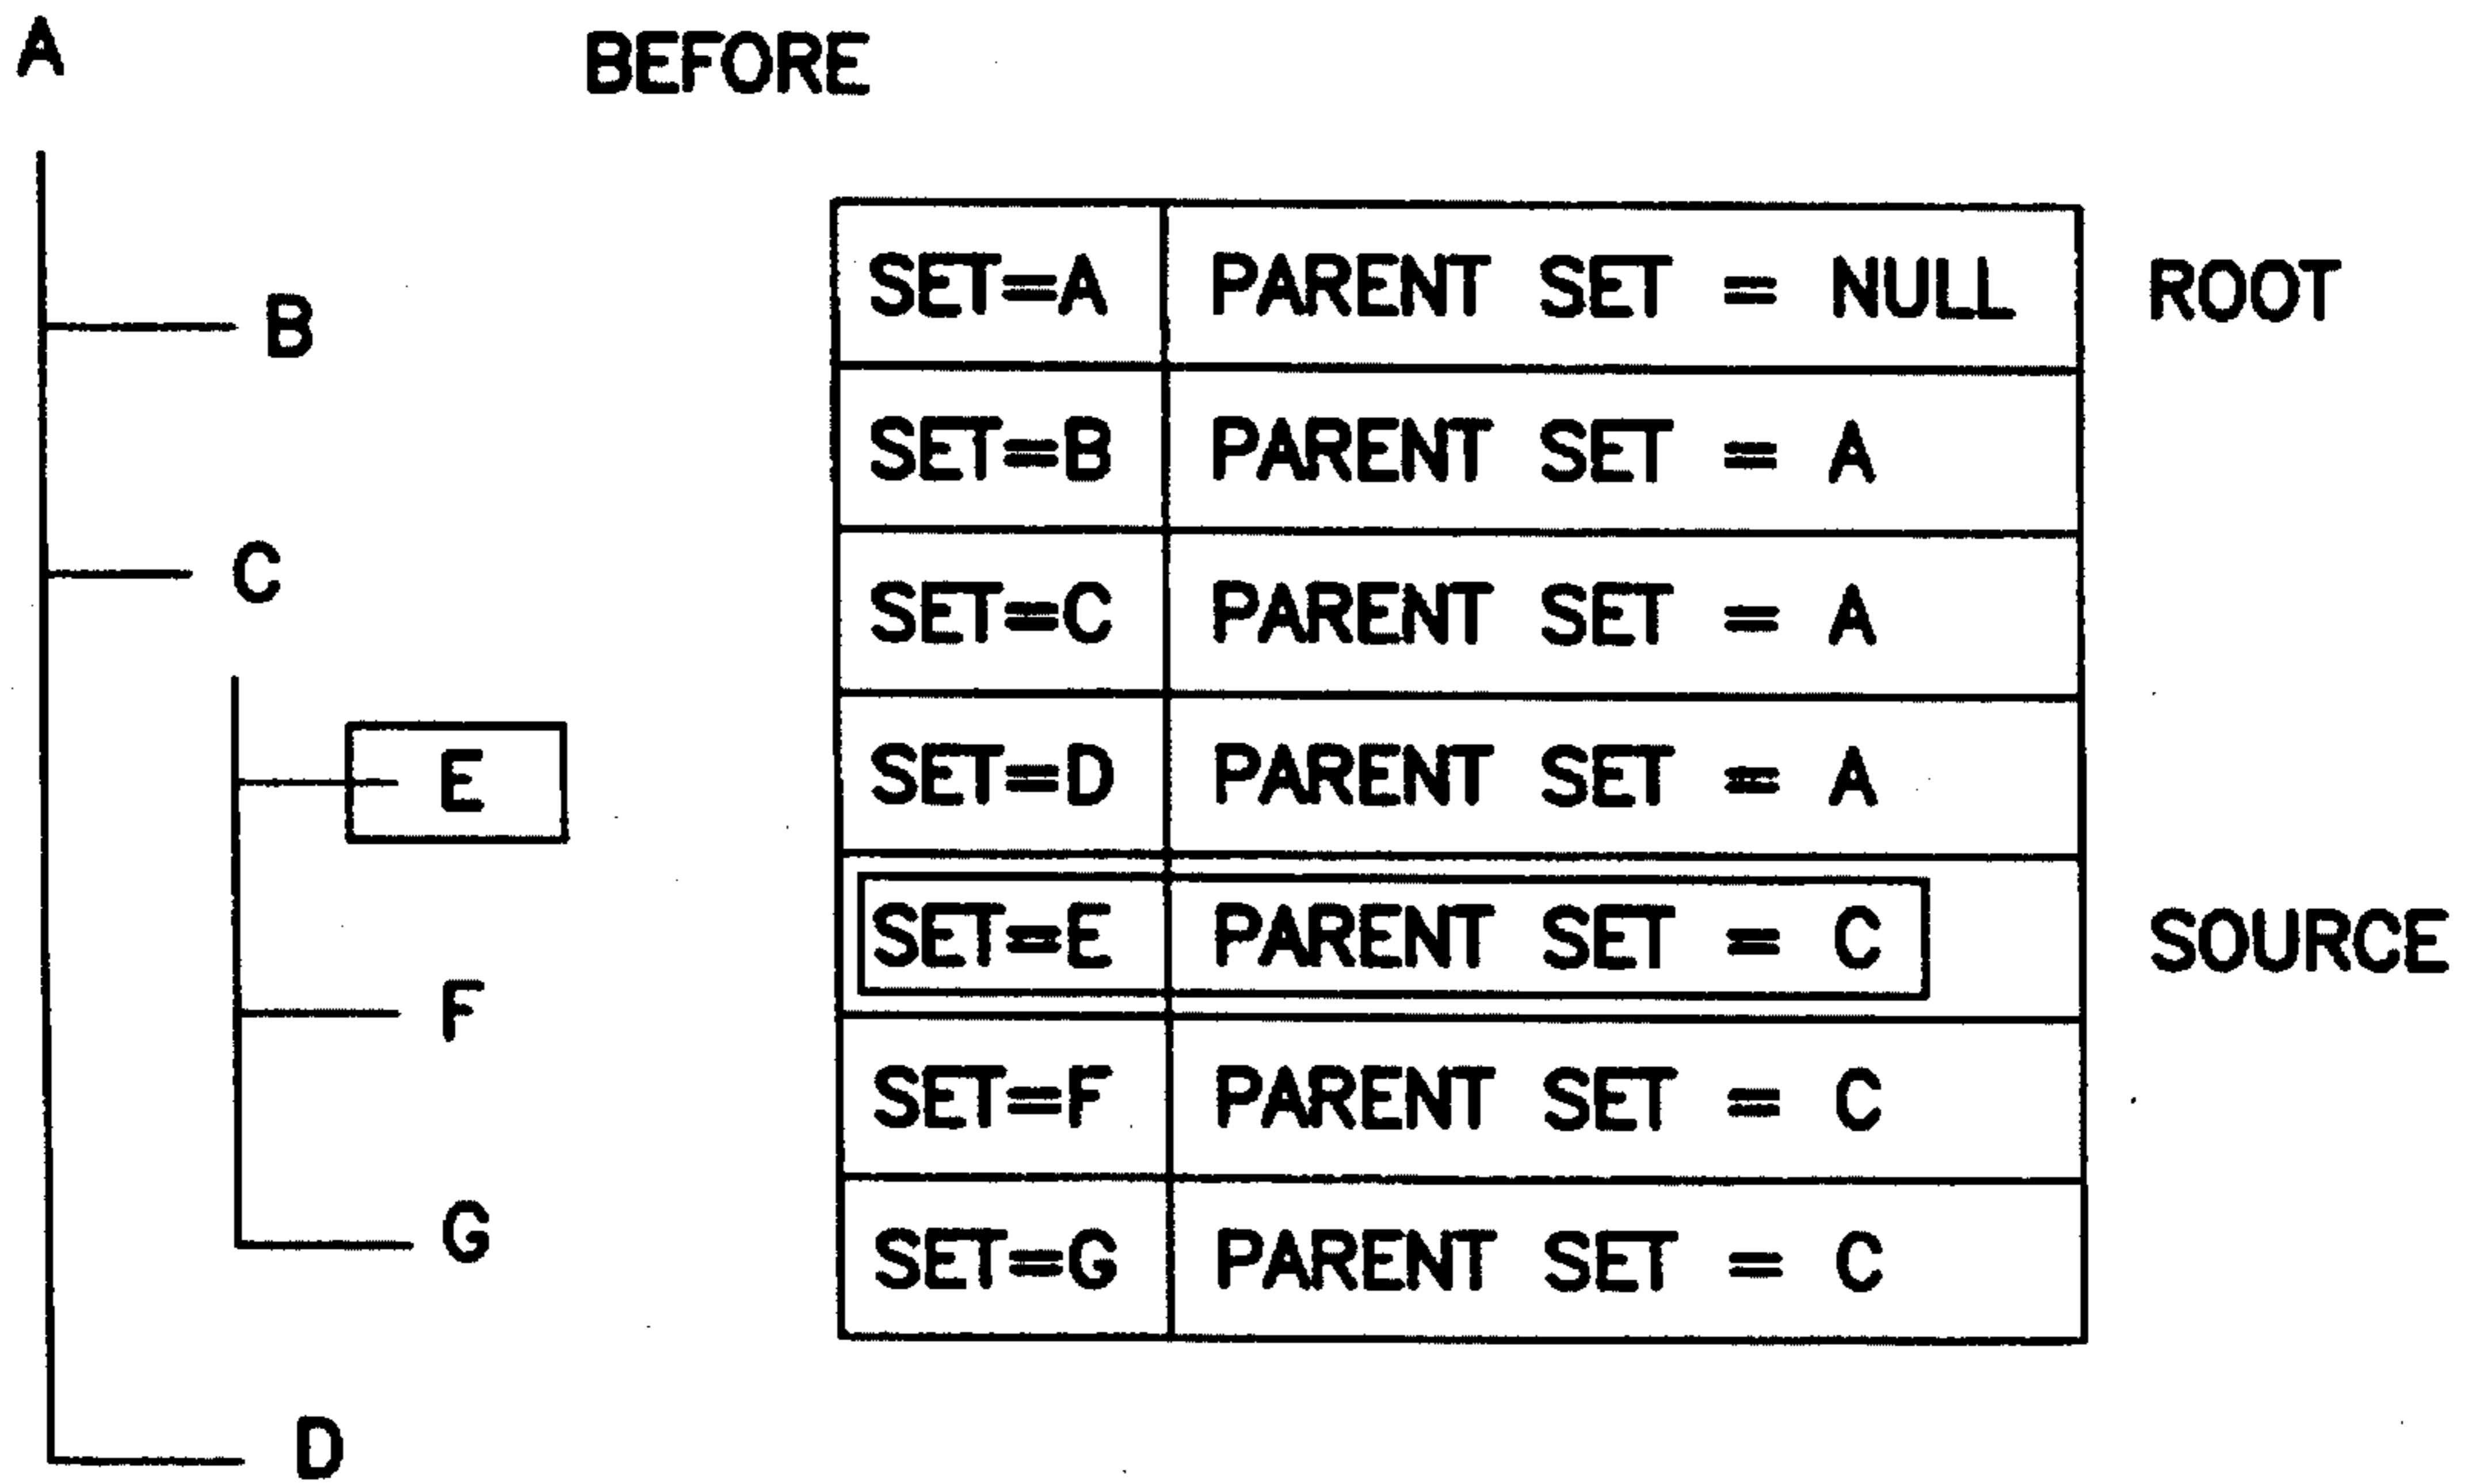 A
BEFORE
SET=A PARENT SET = NULL ROOT
B
SET=B PARENT SET = A
C
SET=C PARENT SET = A
E
SET=D PARENT SET = A
SET=E PARENT SET = C SOURCE
F
SET=F PARENT SET = C
G
SET=G PARENT SET = C
D